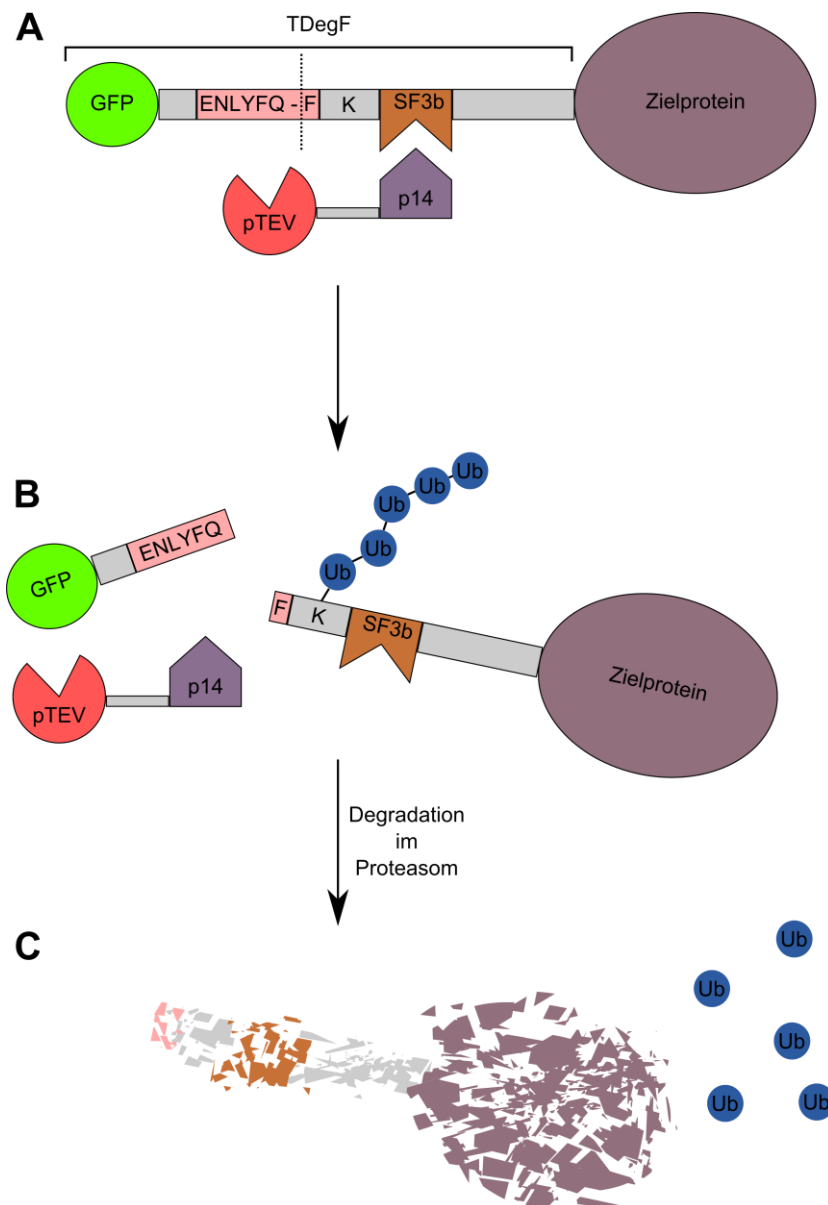 A
TDegF
GFP
ENLYFQ - F
K
SF3b
Zielprotein
pTEV
p14
B
GFP
ENLYFQ
Ub
Ub
Ub
Ub
Ub
F
K
SF3b
Zielprotein
pTEV
p14
Degradation
im
Proteasom
C
Ub
Ub
Ub
Ub
Ub